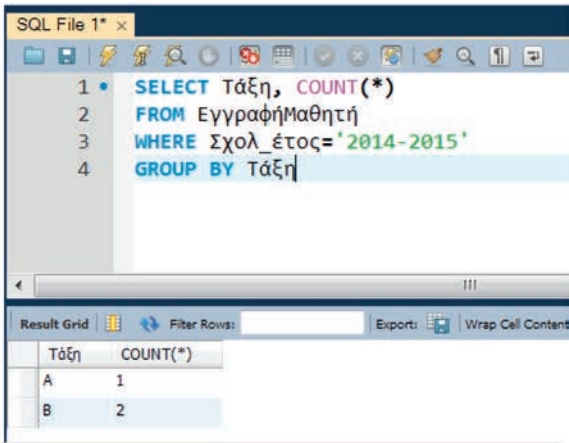 SQL File 1* ×
1 • SELECT Τάξη, COUNT(*)
2 FROM ΕγγραφήΜαθητή
3 WHERE Σχολ_έτος='2014-2015'
4 GROUP BY Τάξη
Result Grid Filter Rows: Export: Wrap Cell Content
Τάξη COUNT(*)
Α 1
Β 2